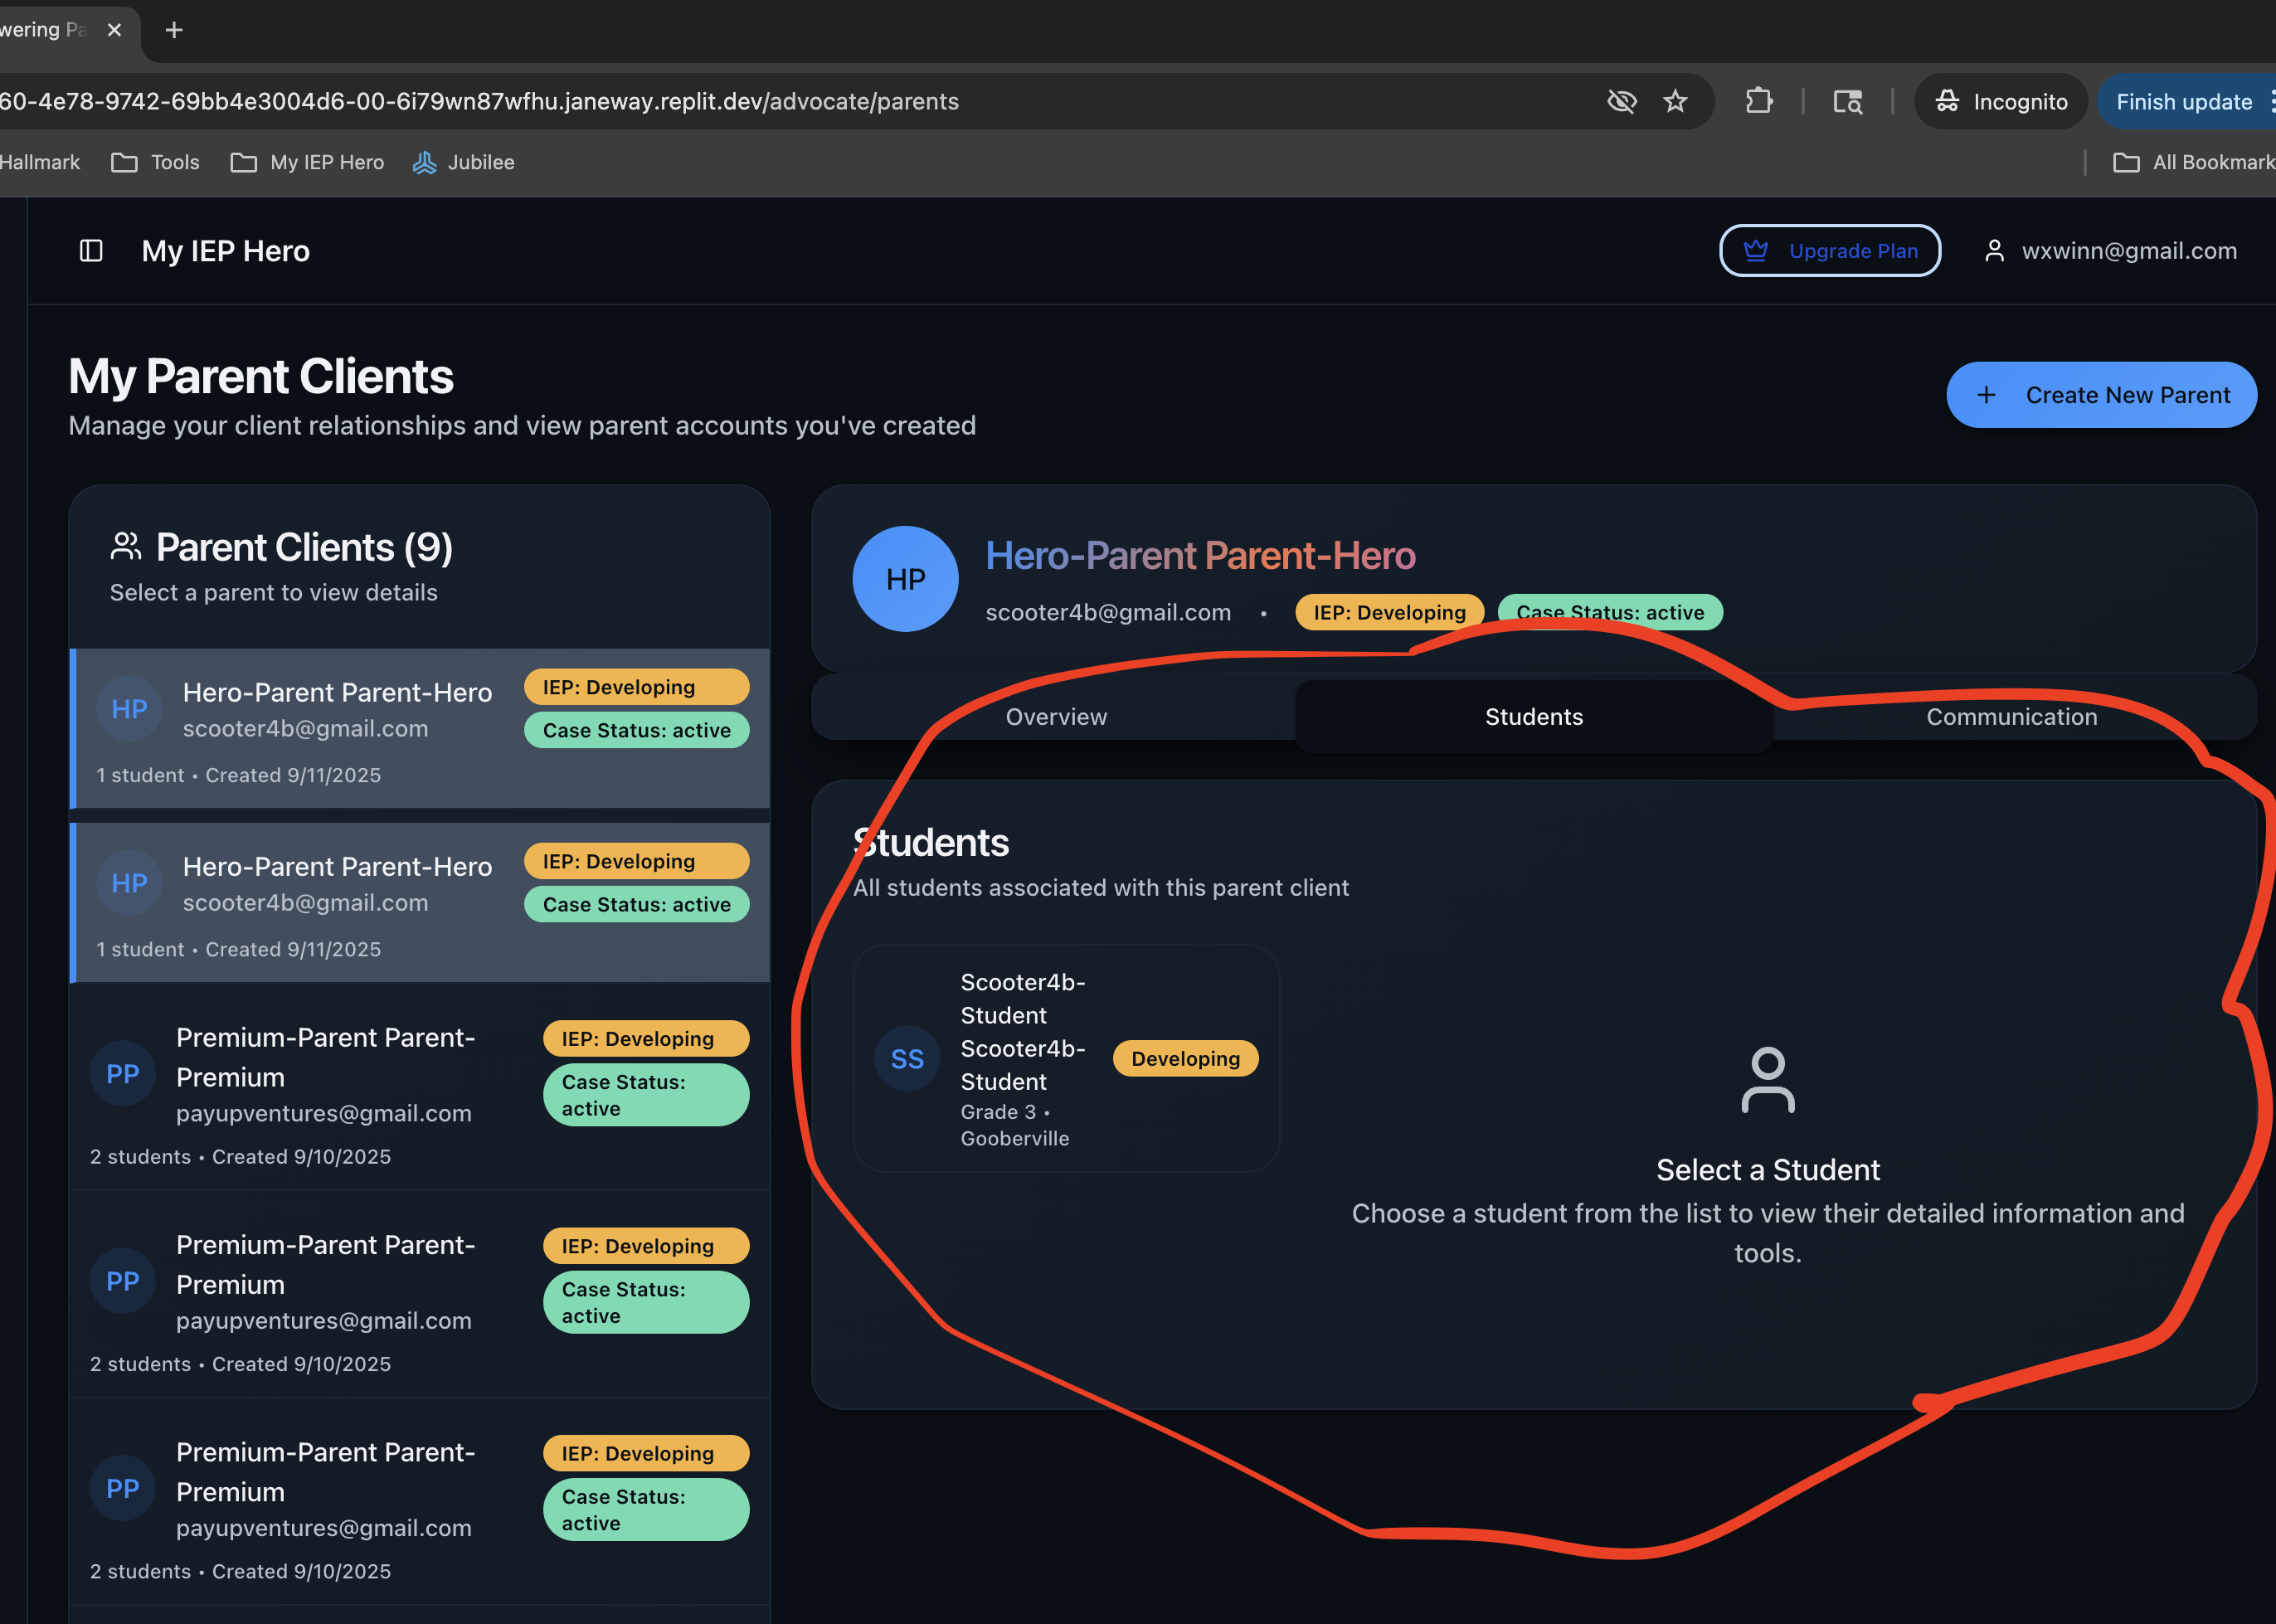 wering Pa
60-4e78-9742-69bb4e3004d6-00-6i79wn87wfhu.janeway.replit.dev/advocate/parents
Incognito
Finish update
Hallmark
Tools
My IEP Hero
Jubilee
All Bookmark
My IEP Hero
Upgrade Plan
wxwinn@gmail.com
My Parent Clients
Manage your client relationships and view parent accounts you've created
+ Create New Parent
Parent Clients (9)
Select a parent to view details
HP
Hero-Parent Parent-Hero
scooter4b@gmail.com
IEP: Developing
Case Status: active
1 student • Created 9/11/2025
HP
Hero-Parent Parent-Hero
scooter4b@gmail.com
IEP: Developing
Case Status: active
1 student • Created 9/11/2025
PP
Premium-Parent Parent-
Premium
payupventures@gmail.com
IEP: Developing
Case Status:
active
2 students • Created 9/10/2025
PP
Premium-Parent Parent-
Premium
payupventures@gmail.com
IEP: Developing
Case Status:
active
2 students • Created 9/10/2025
PP
Premium-Parent Parent-
Premium
payupventures@gmail.com
IEP: Developing
Case Status:
active
2 students • Created 9/10/2025
HP
Hero-Parent Parent-Hero
scooter4b@gmail.com •
IEP: Developing
Case Status: active
Overview
Students
Communication
Students
All students associated with this parent client
SS
Scooter4b-
Student
Scooter4b-
Student
Grade 3 •
Gooberville
Developing
Select a Student
Choose a student from the list to view their detailed information and
tools.